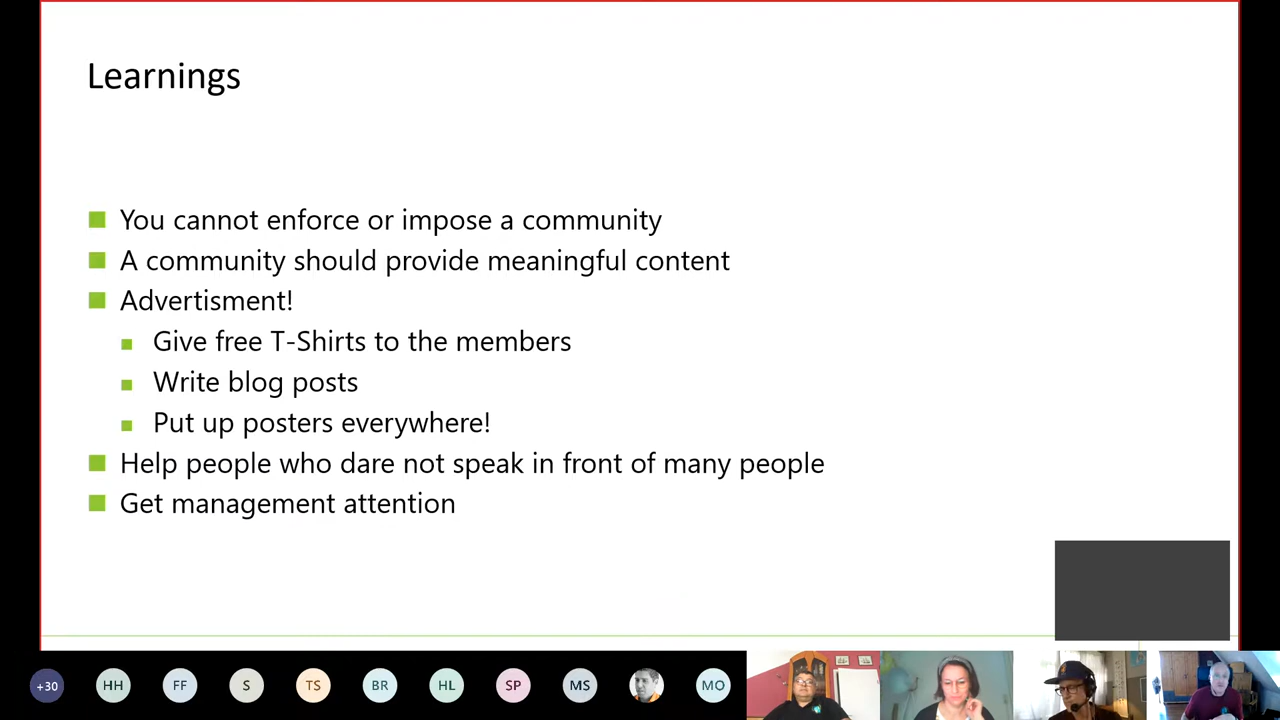 Learnings
You cannot enforce or impose a community
A community should provide meaningful content
Advertisment!
Give free T-Shirts to the members
Write blog posts
Put up posters everywhere!
Help people who dare not speak in front of many people
Get management attention
+30 HH FF S TS BR HL SP MS MO